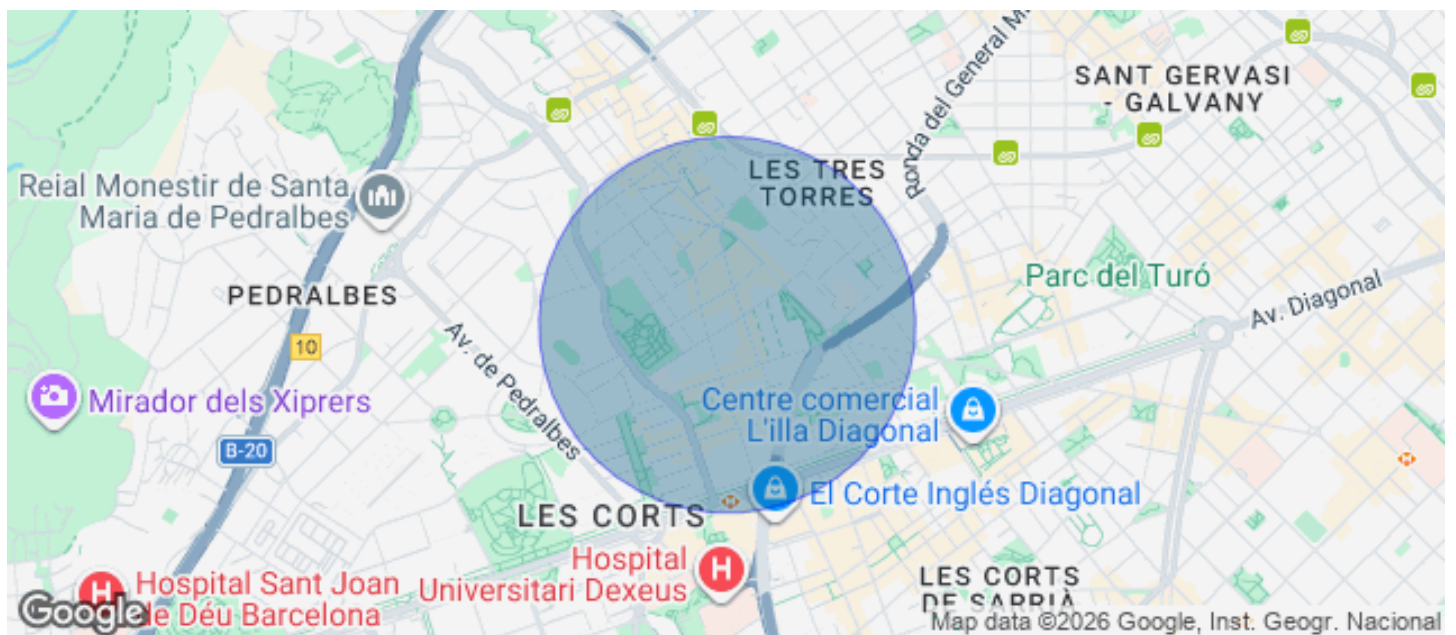 SANT GERVASI
- GALVANY
Ronda del General Mi
LES TRES
TORRES
Reial Monestir de Santa
Maria de Pedralbes
PEDRALBES
Parc del Turó
Av. Diagonal
10
Av. de Pedralbes
Mirador dels Xiprers
Centre comercial
L'illa Diagonal
B-20
El Corte Inglés Diagonal
LES CORTS
Hospital
Universitari Dexeus
H
H
Hospital Sant Joan
de Déu Barcelona
LES CORTS
DE SARRIÀ
Google
Map data ©2026 Google, Inst. Geogr. Nacional